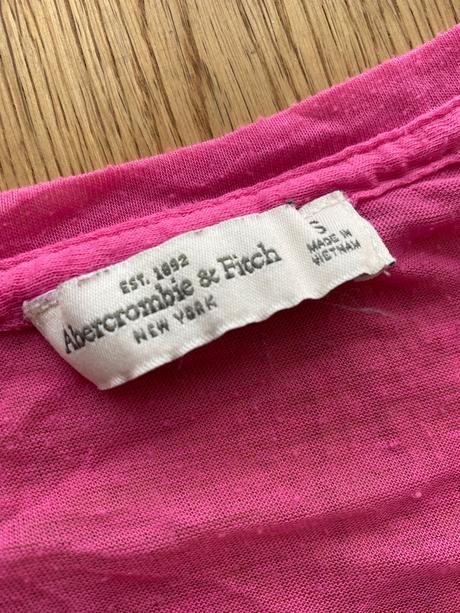 EST. 1892
Abercrombie & Fitch
NEW YORK
S
MADE IN
VIETNAM